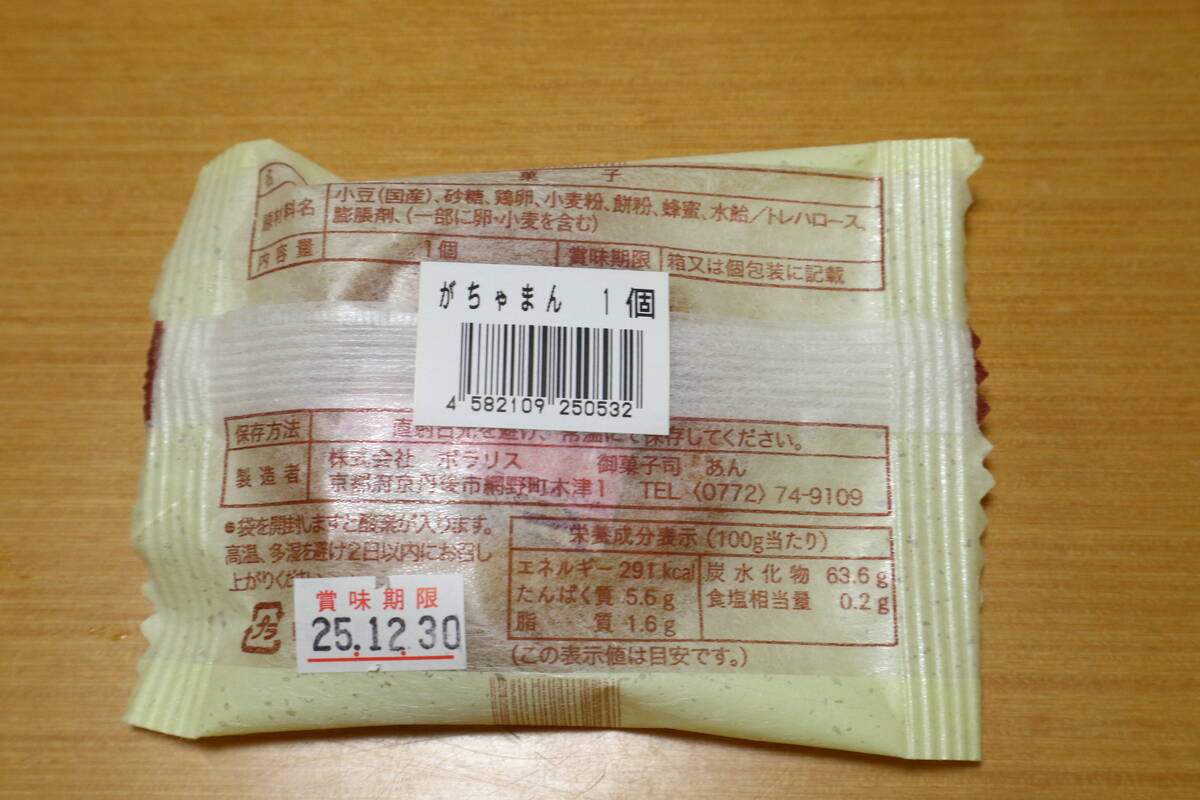 名 菓 子
原材料名 小豆(国産)、砂糖、鶏卵、小麦粉、餅粉、蜂蜜、水飴/トレハロース、
膨脹剤、(一部に卵・小麦を含む)
内容量 1個 賞味期限 箱又は個包装に記載
がちゃまん 1個
4 582109 250532
保存方法 直射日光を避け、常温にて保存してください。
製造者 株式会社 ポラリス 御菓子司 あん
京都府京丹後市網野町木津1 TEL〈0772〉74-9109
●袋を開封しますと酸素が入ります。
高温、多湿を避け2日以内にお召し
上がりください
栄養成分表示(100g当たり)
エネルギー 291kcal 炭水化物 63.6g
たんぱく質 5.6g 食塩相当量 0.2g
脂質 1.6g
(この表示値は目安です。)
プラ
賞味期限
25.12.30